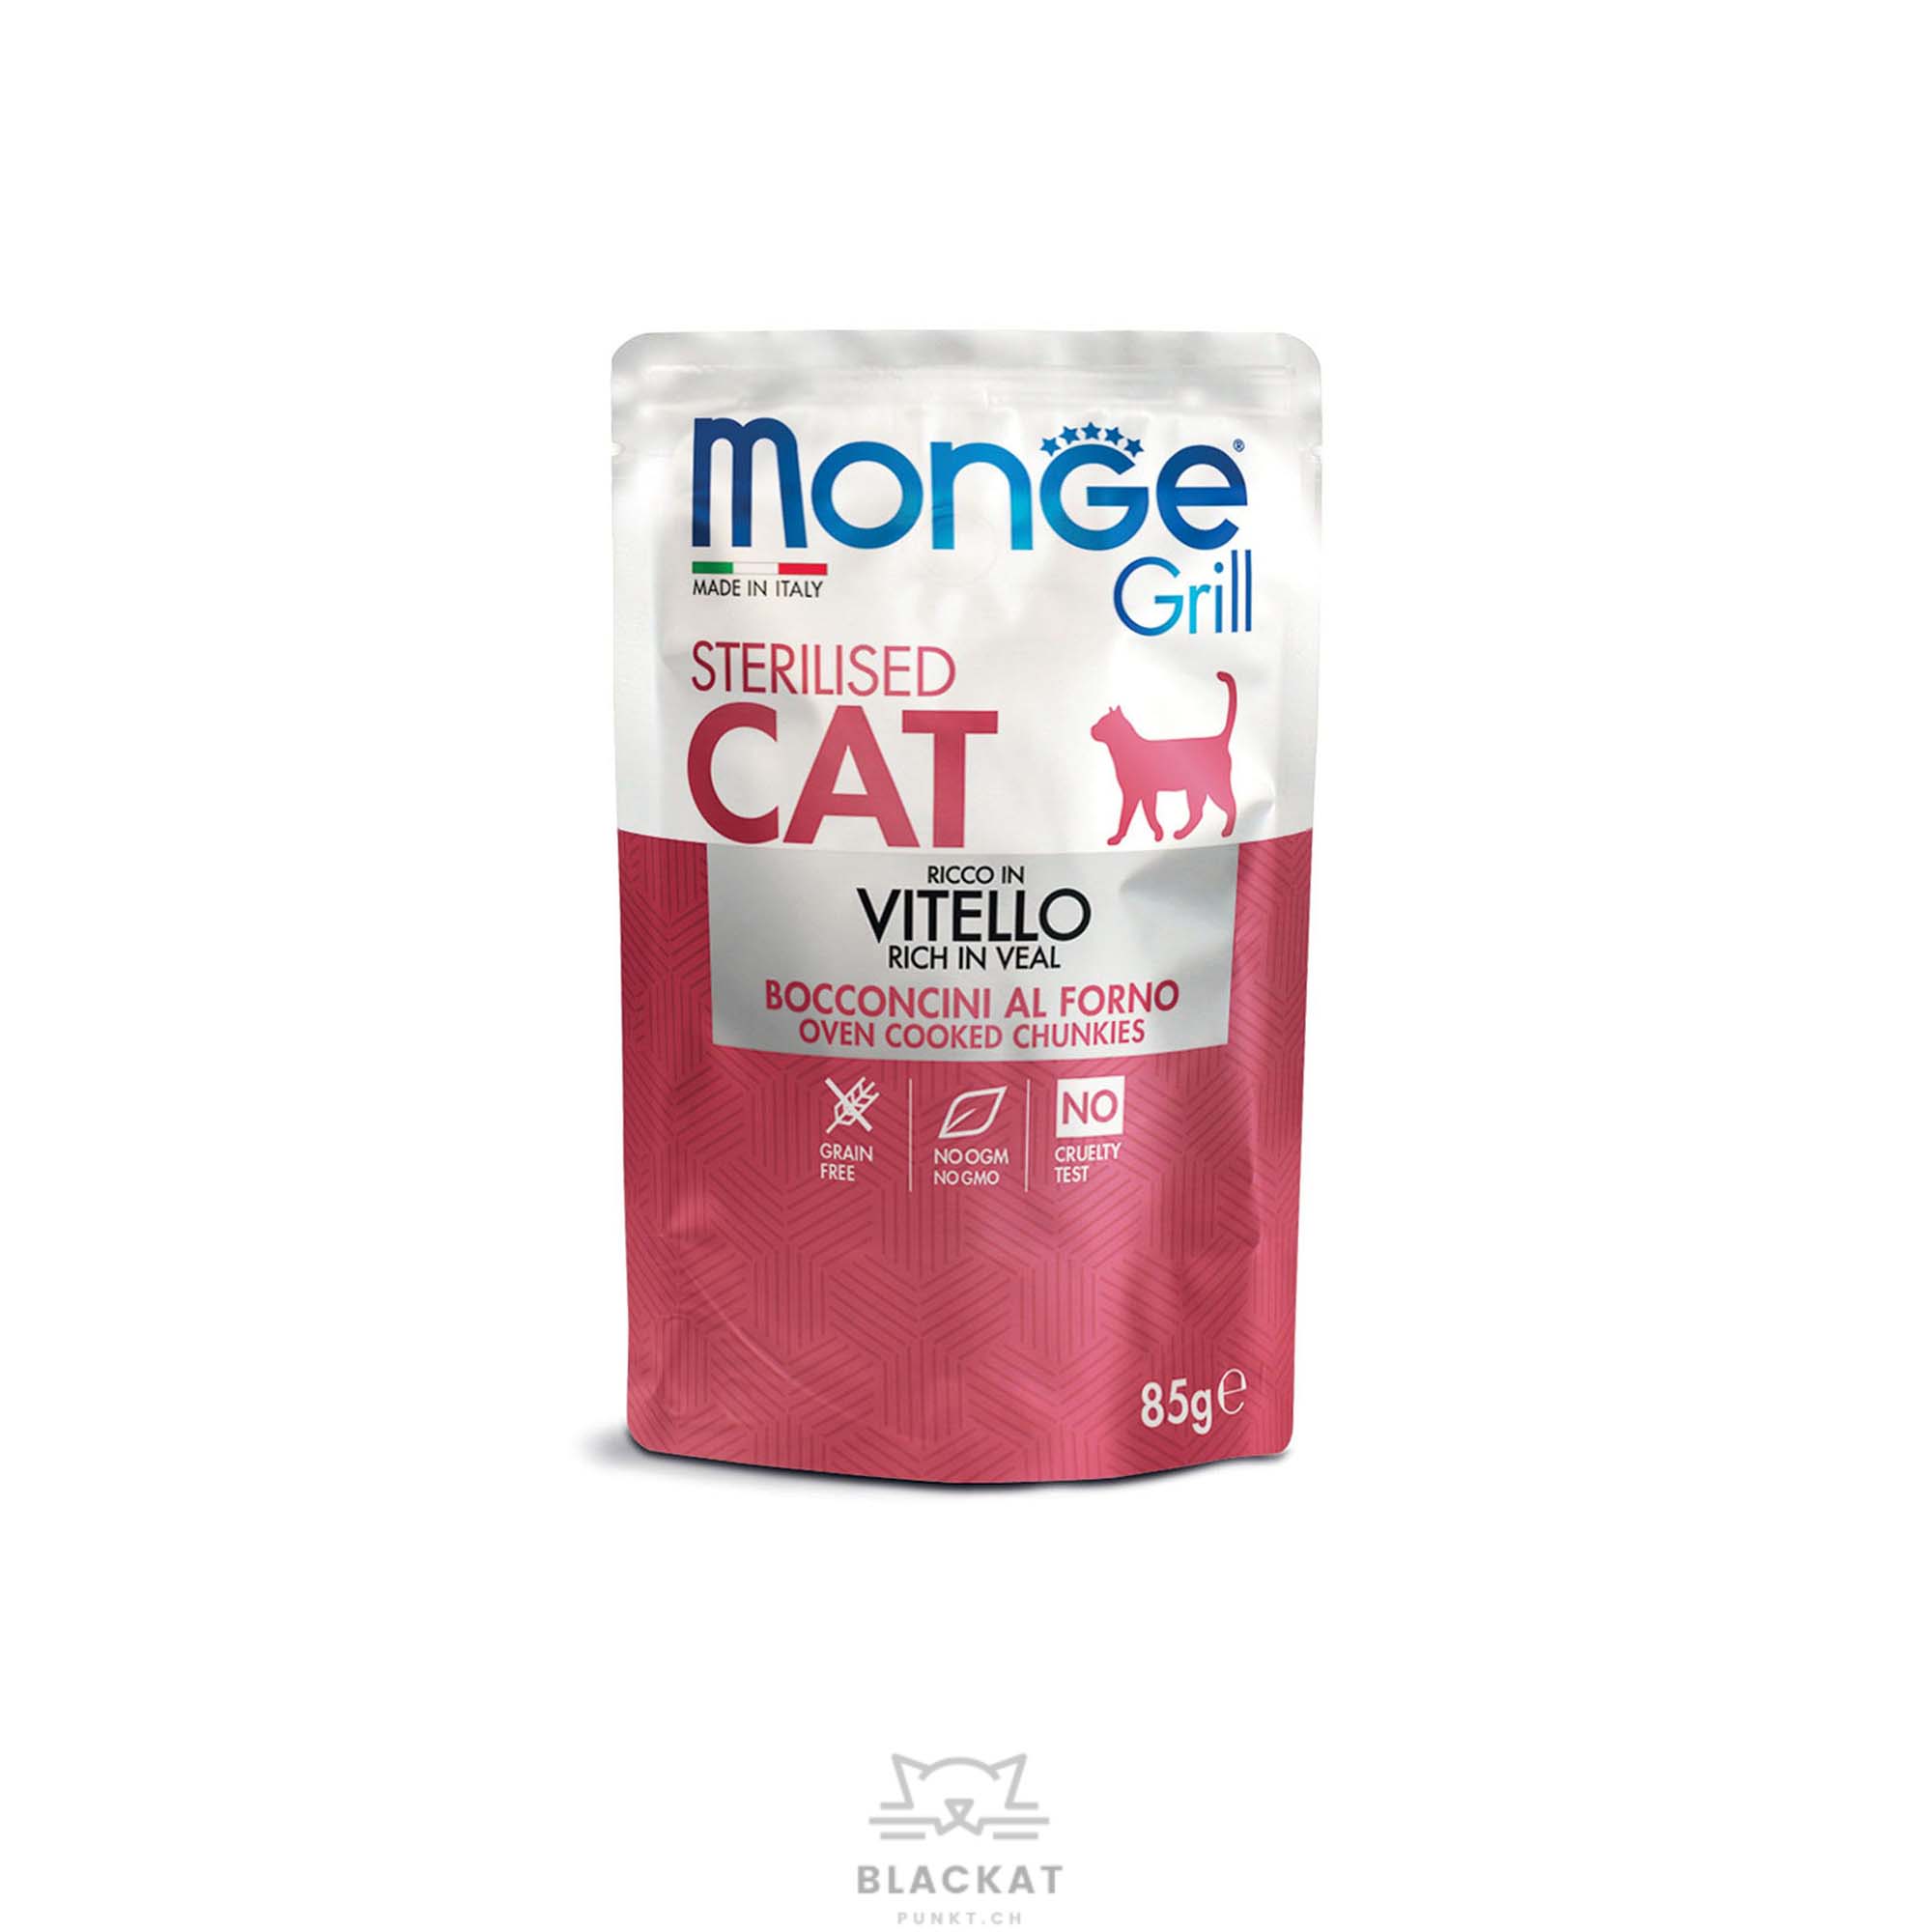 Monge®
Grill
MADE IN ITALY
STERILISED
CAT
RICCO IN
VITELLO
RICH IN VEAL
BOCCONCINI AL FORNO
OVEN COOKED CHUNKIES
GRAIN
FREE
NO OGM
NO GMO
NO
CRUELTY
TEST
85g℮
BLACKAT
PUNKT.CH